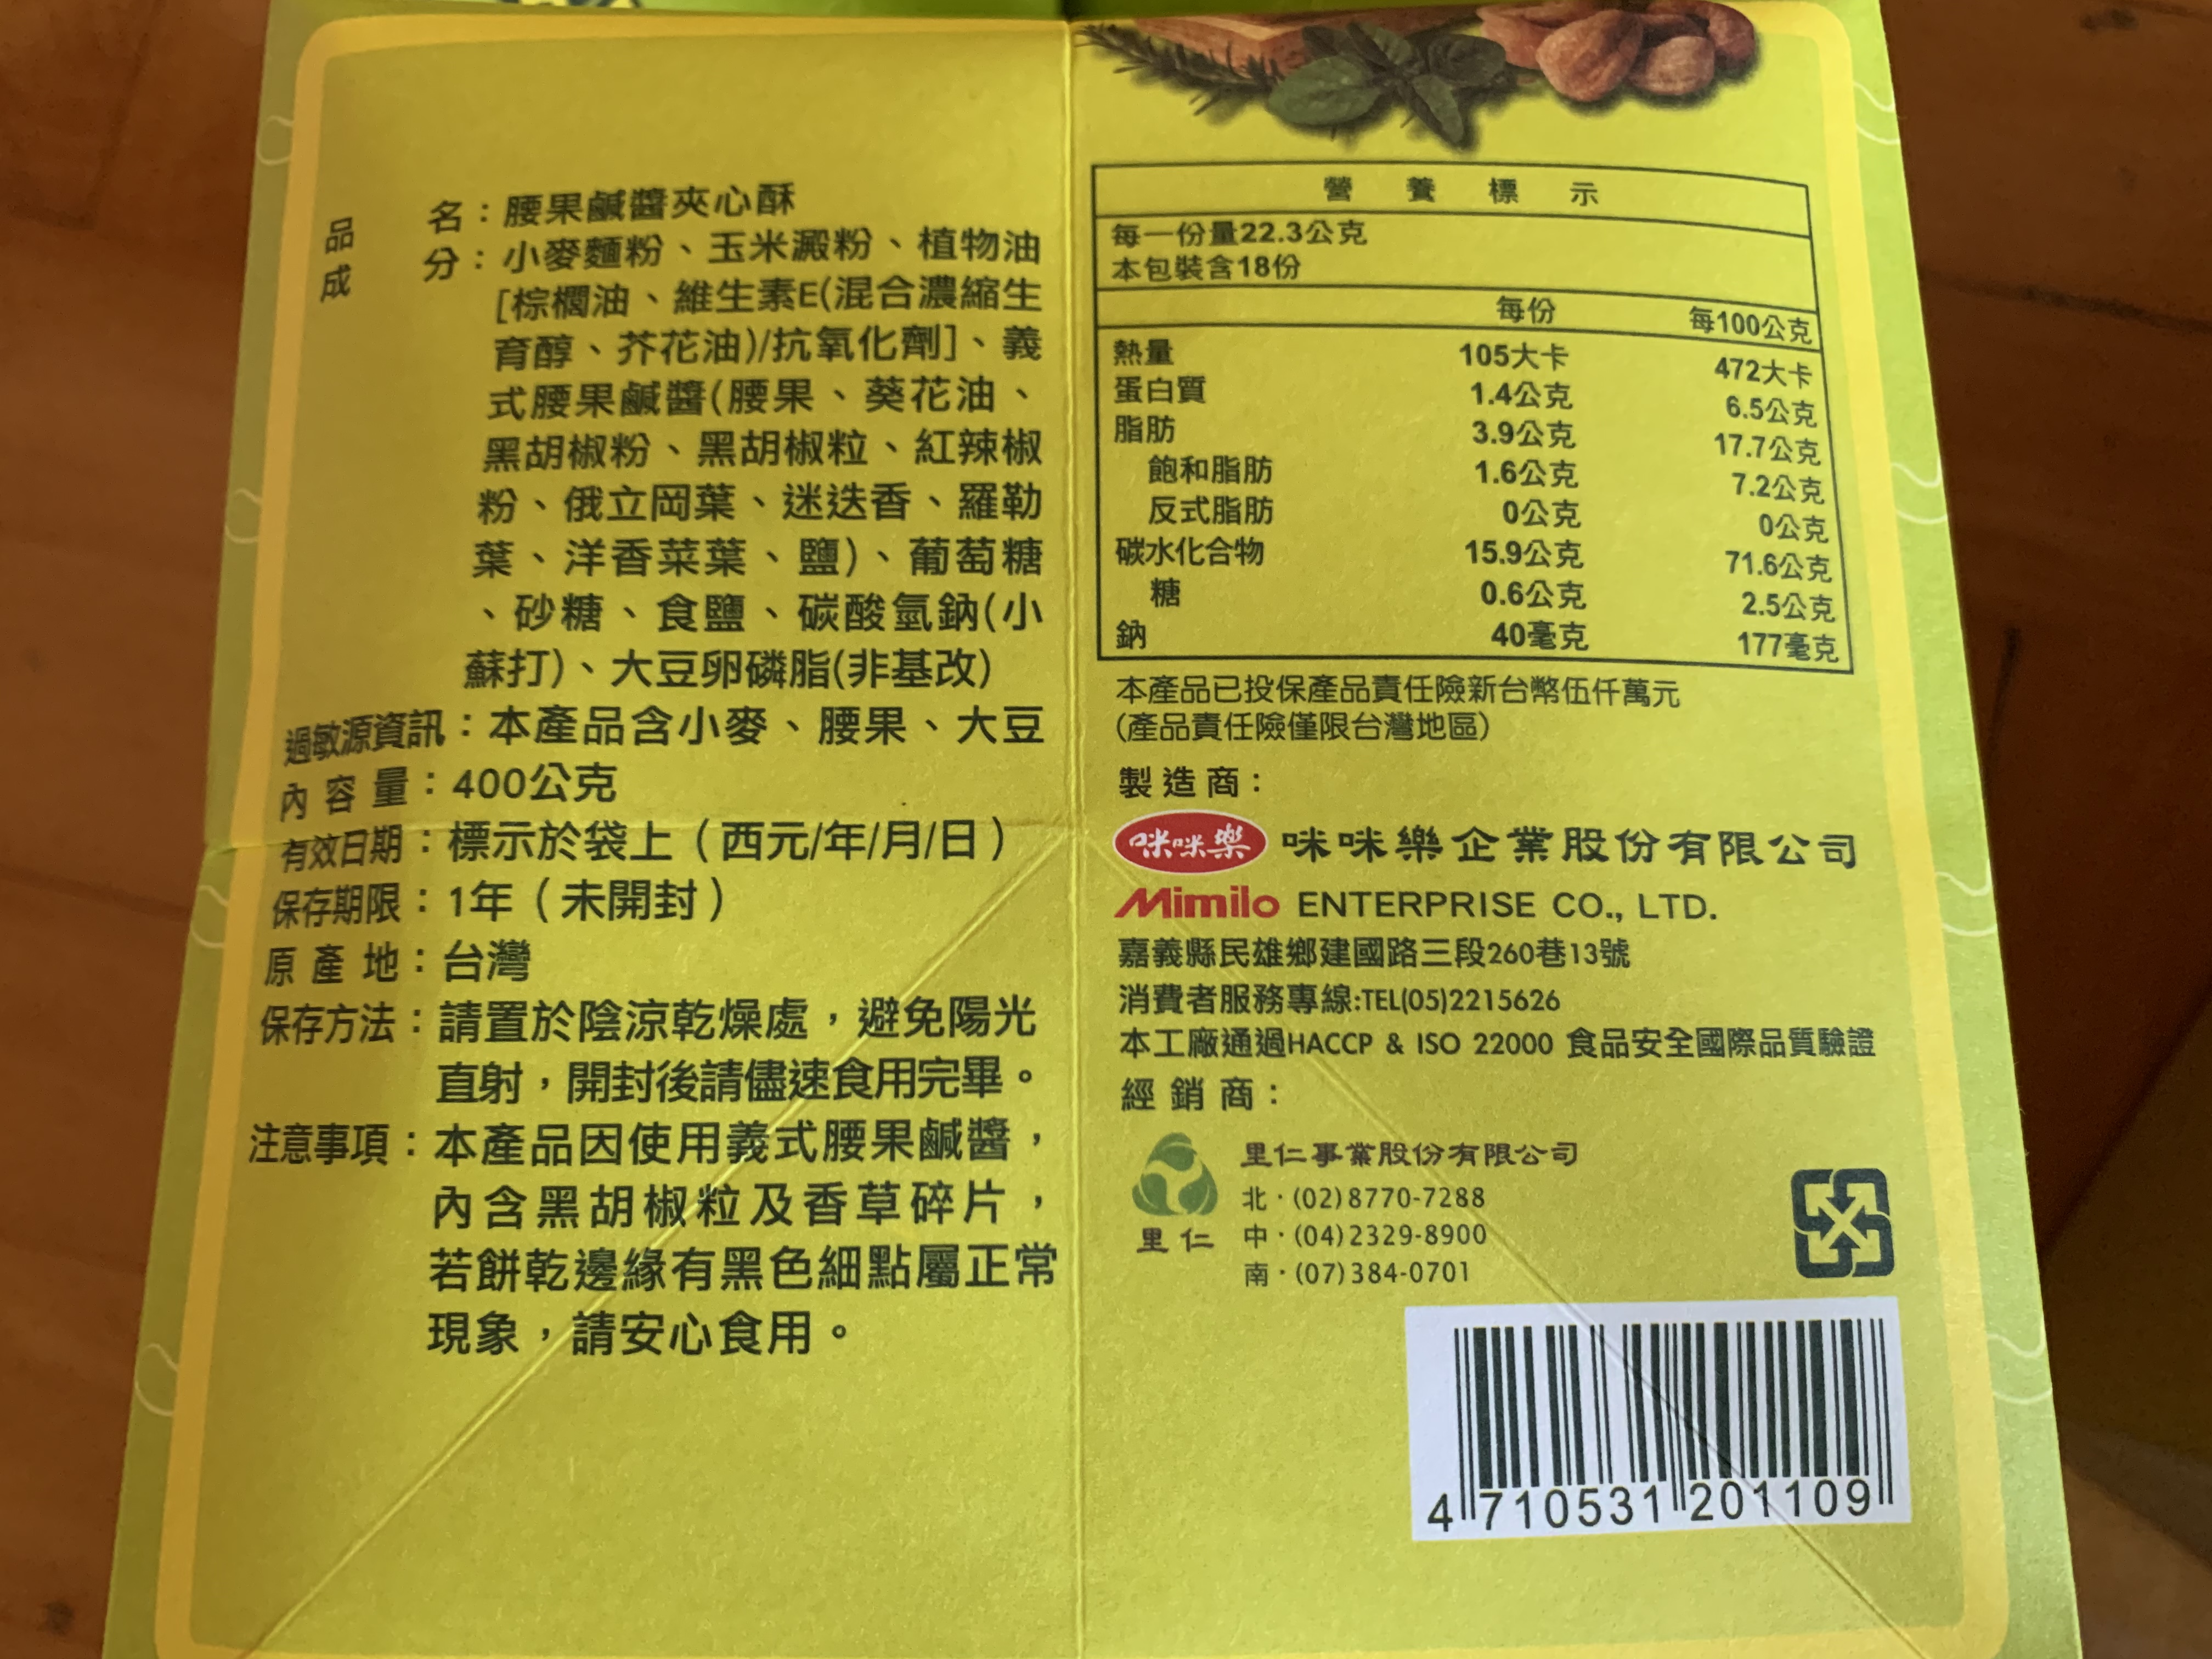 品名：腰果鹹醬夾心酥
成分：小麥麵粉、玉米澱粉、植物油
[棕櫚油、維生素E(混合濃縮生
育醇、芥花油)/抗氧化劑]、義
式腰果鹹醬(腰果、葵花油、
黑胡椒粉、黑胡椒粒、紅辣椒
粉、俄立岡葉、迷迭香、羅勒
葉、洋香菜葉、鹽)、葡萄糖
、砂糖、食鹽、碳酸氫鈉(小
蘇打)、大豆卵磷脂(非基改)
過敏源資訊：本產品含小麥、腰果、大豆
內容量：400公克
有效日期：標示於袋上（西元/年/月/日）
保存期限：1年（未開封）
原產地：台灣
保存方法：請置於陰涼乾燥處，避免陽光
直射，開封後請儘速食用完畢。
注意事項：本產品因使用義式腰果鹹醬，
內含黑胡椒粒及香草碎片，
若餅乾邊緣有黑色細點屬正常
現象，請安心食用。
營養標示
每一份量22.3公克
本包裝含18份
每份 每100公克
熱量 105大卡 472大卡
蛋白質 1.4公克 6.5公克
脂肪 3.9公克 17.7公克
飽和脂肪 1.6公克 7.2公克
反式脂肪 0公克 0公克
碳水化合物 15.9公克 71.6公克
糖 0.6公克 2.5公克
鈉 40毫克 177毫克
本產品已投保產品責任險新台幣伍仟萬元
(產品責任險僅限台灣地區)
製造商：
咪咪樂 咪咪樂企業股份有限公司
Mimilo ENTERPRISE CO., LTD.
嘉義縣民雄鄉建國路三段260巷13號
消費者服務專線:TEL(05)2215626
本工廠通過HACCP & ISO 22000 食品安全國際品質驗證
經銷商：
里仁事業股份有限公司
北·(02)8770-7288
里仁 中·(04)2329-8900
南·(07)384-0701
4 710531 201109